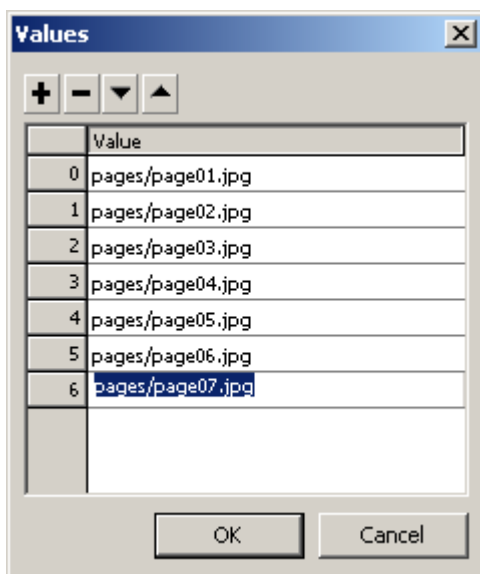 Values
Value
0 pages/page01.jpg
1 pages/page02.jpg
2 pages/page03.jpg
3 pages/page04.jpg
4 pages/page05.jpg
5 pages/page06.jpg
6 pages/page07.jpg
OK Cancel